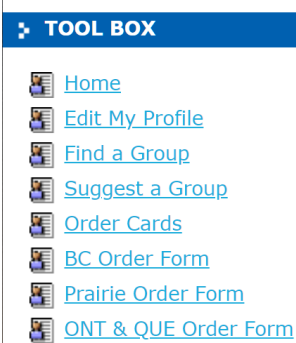 TOOL BOX
Home
Edit My Profile
Find a Group
Suggest a Group
Order Cards
BC Order Form
Prairie Order Form
ONT & QUE Order Form